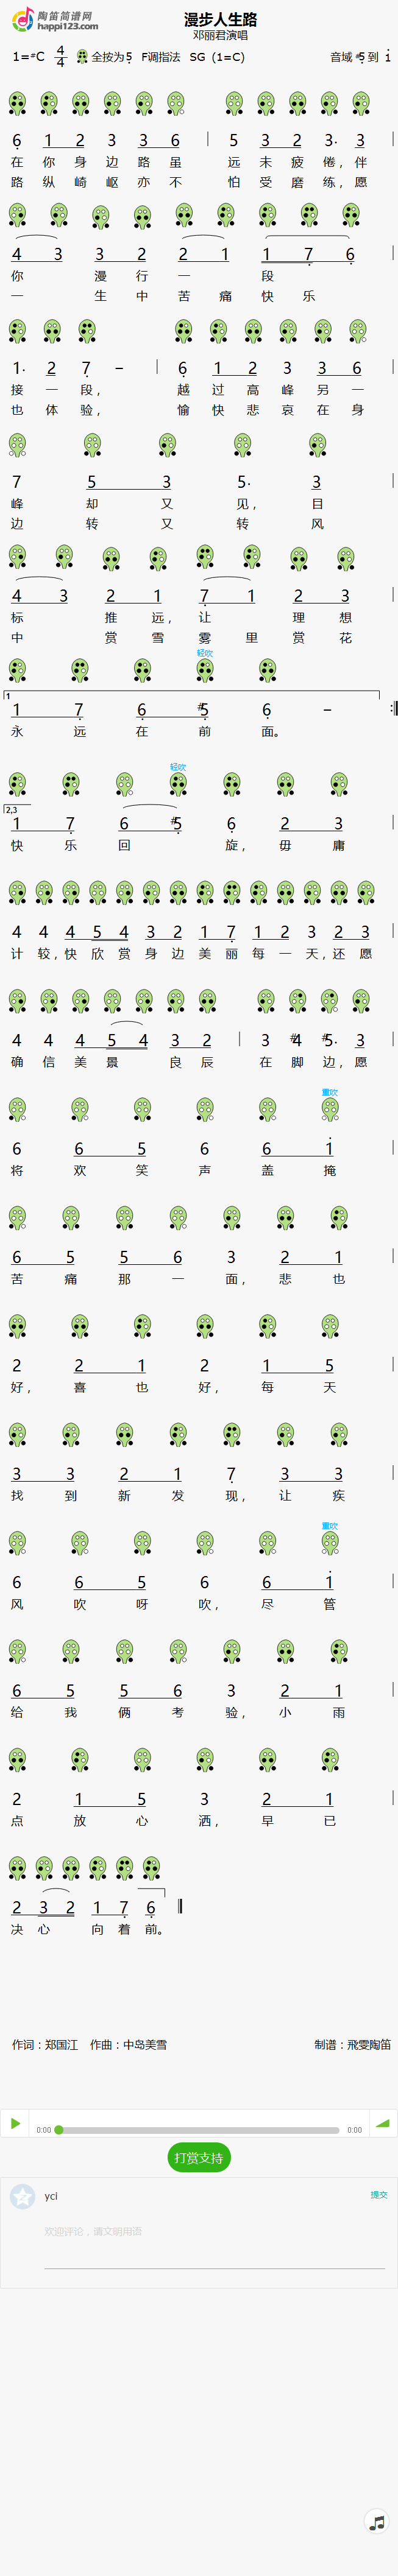 陶笛简谱网
happi123.com
漫步人生路
邓丽君演唱
1=#C 4/4 全按为5 F调指法 SG (1=C) 音域 #5 到 1
6 1 2 3 3 6 | 5 3 2 3· 3 |
在 你 身 边 路 虽 远 未 疲 倦，伴
路 纵 崎 岖 亦 不 怕 受 磨 练，愿
4 3 3 2 2 1 1 7 6
你 漫 行 一 段
一 生 中 苦 痛 快 乐
1· 2 7 – | 6 1 2 3 3 6 |
接 一 段， 越 过 高 峰 另 一
也 体 验， 愉 快 悲 哀 在 身
7 5 3 5· 3 |
峰 却 又 见，目
边 转 又 转 风
4 3 2 1 7 1 2 3 |
标 推 远，让 理 想
中 赏 雪 雾 里 赏 花
轻吹
1
1 7 6 #5 6 – :|
永 远 在 前 面。
轻吹
2,3
1 7 6 #5 6 2 3 |
快 乐 回 旋，毋 庸
4 4 4 5 4 3 2 1 7 1 2 3 2 3 |
计 较，快 欣 赏 身 边 美 丽 每 一 天，还 愿
4 4 4 5 4 3 2 | 3 #4 #5· 3 |
确 信 美 景 良 辰 在 脚 边，愿
重吹
6 6 5 6 6 1 |
将 欢 笑 声 盖 掩
6 5 5 6 3 2 1 |
苦 痛 那 一 面，悲 也
2 2 1 2 1 5 |
好，喜 也 好，每 天
3 3 2 1 7 3 3 |
找 到 新 发 现，让 疾
重吹
6 6 5 6 6 1 |
风 吹 呀 吹，尽 管
6 5 5 6 3 2 1 |
给 我 俩 考 验，小 雨
2 1 5 3 2 1 |
点 放 心 洒，早 已
2 3 2 1 7 6
决 心 向 着 前。
作词：郑国江 作曲：中岛美雪 制谱：飛雯陶笛
0:00 0:00
打赏支持
yci 提交
欢迎评论，请文明用语